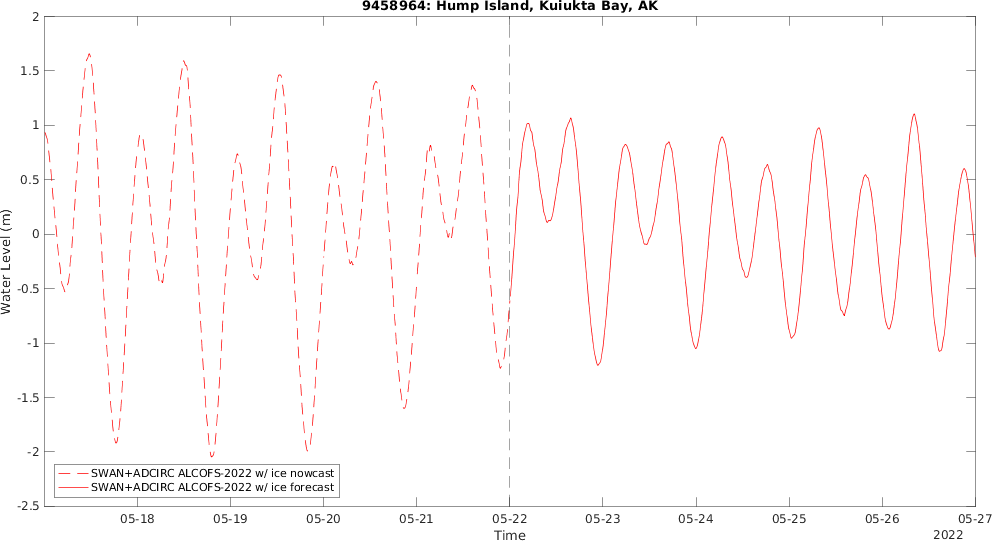 9458964: Hump Island, Kuiukta Bay, AK
2
1.5
1
0.5
0
-0.5
-1
-1.5
-2
-2.5
Water Level (m)
SWAN+ADCIRC ALCOFS-2022 w/ ice nowcast
SWAN+ADCIRC ALCOFS-2022 w/ ice forecast
05-18 05-19 05-20 05-21 05-22 05-23 05-24 05-25 05-26 05-27
Time
2022